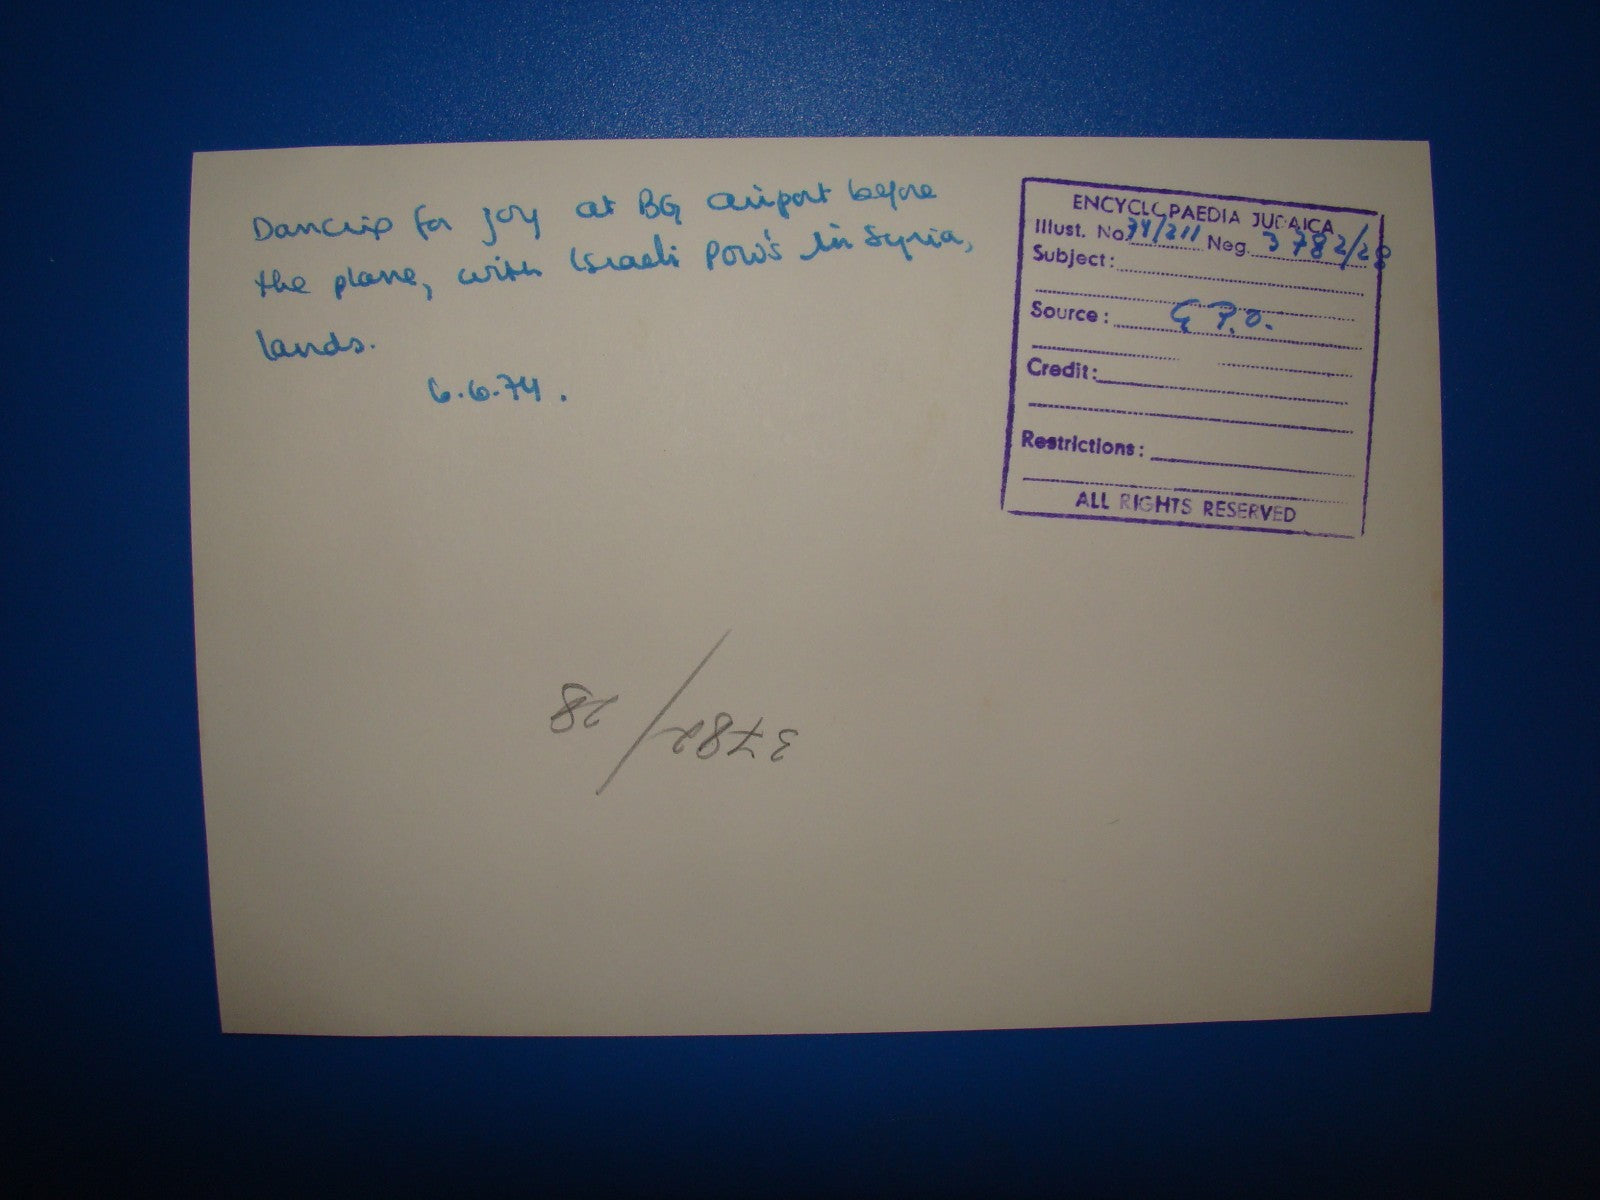 Dancing for joy at BG airport before
the plane, with Israeli POW's in Syria,
lands.
6.6.74.
ENCYCLOPAEDIA JUDAICA
Illust. No. 74/211 Neg. 3782/28
Subject:
Source: G.P.O.
Credit:
Restrictions:
ALL RIGHTS RESERVED
3782/28